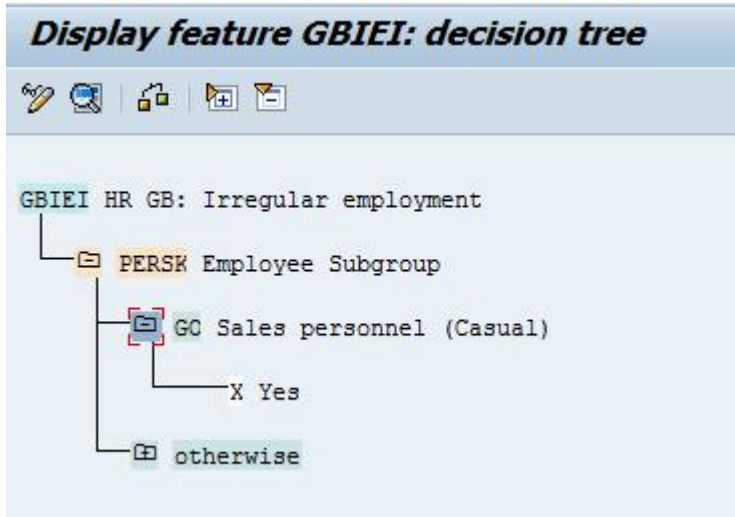 Display feature GBIEI: decision tree
GBIEI HR GB: Irregular employment
PERSK Employee Subgroup
GC Sales personnel (Casual)
X Yes
otherwise